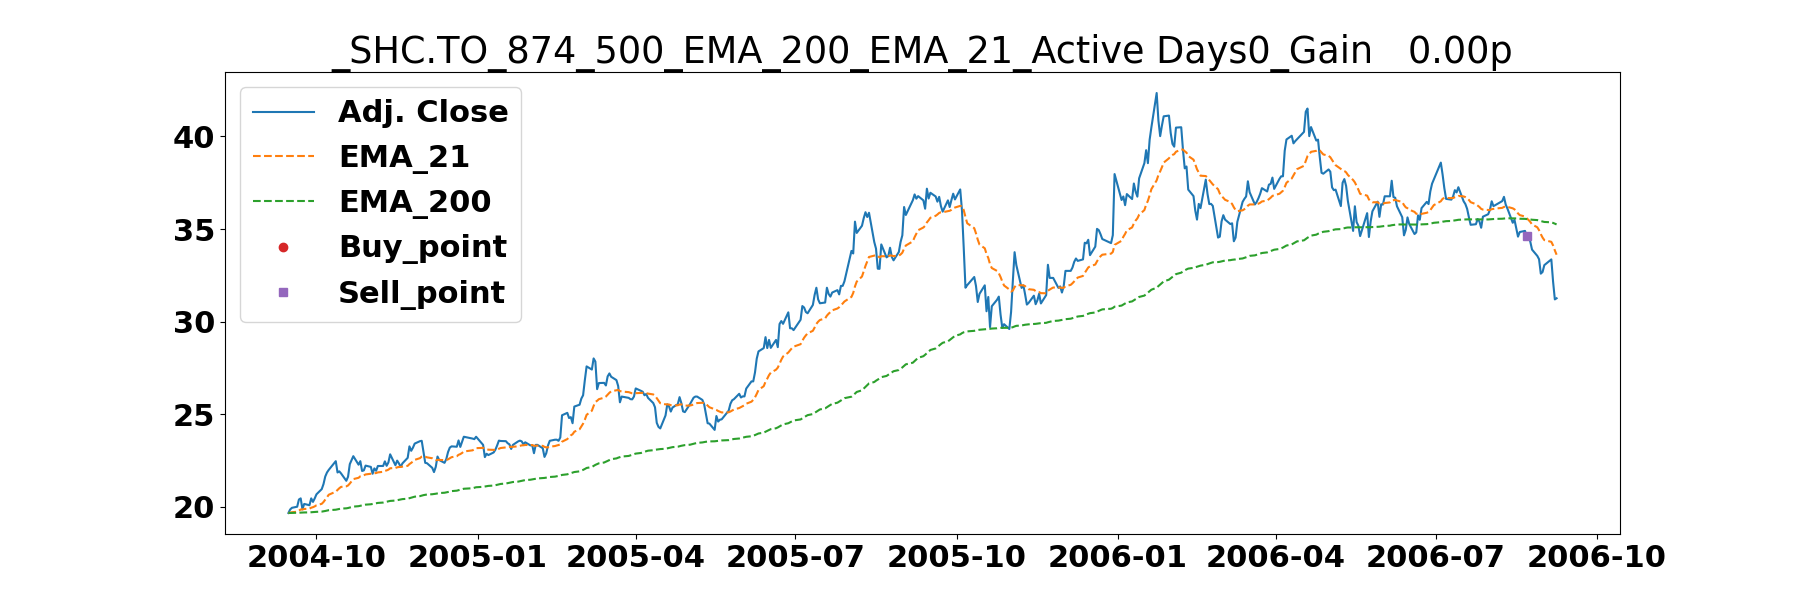 _SHC.TO_874_500_EMA_200_EMA_21_Active Days0_Gain   0.00p
Adj. Close
EMA_21
EMA_200
Buy_point
Sell_point
40
35
30
25
20
2004-10 2005-01 2005-04 2005-07 2005-10 2006-01 2006-04 2006-07 2006-10